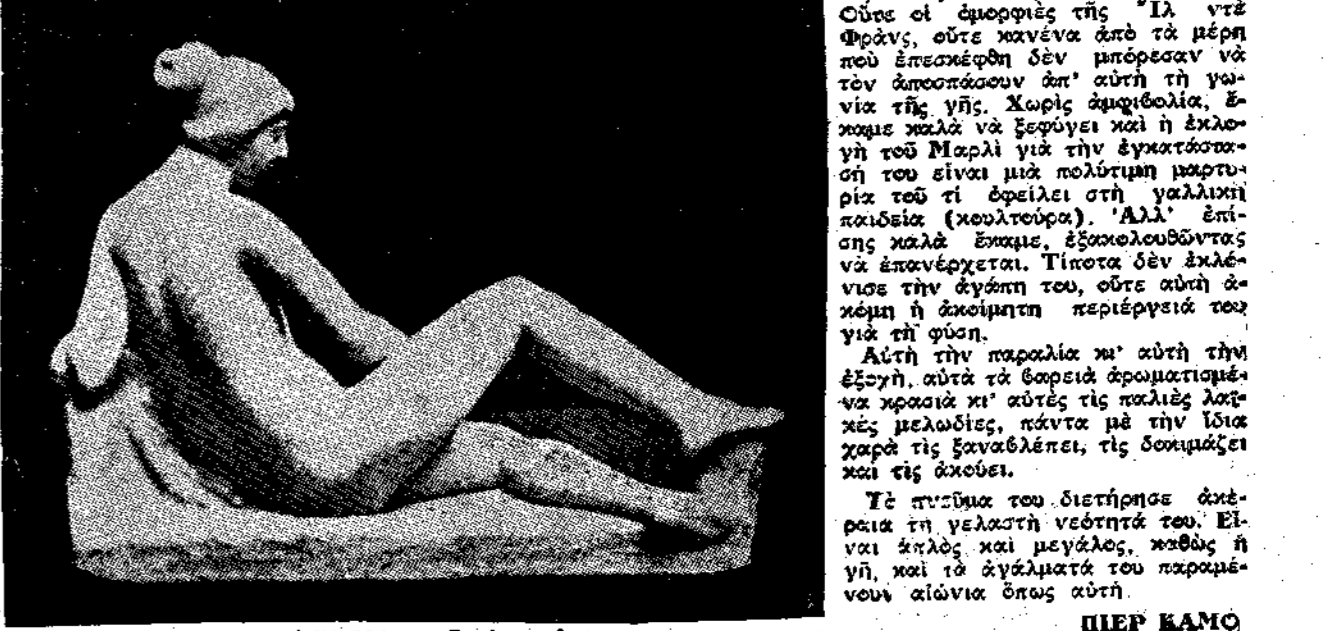 Οὔτε οἱ ὀμορφιὲς τῆς Ἲλ ντὲ
Φρὰνς, οὔτε κανένα ἀπὸ τὰ μέρη
ποὺ ἐπεσκέφθη δὲν μπόρεσαν νὰ
τὸν ἀποσπάσουν ἀπ' αὐτὴ τὴ γω-
νία τῆς γῆς. Χωρὶς ἀμφιβολία, ἔ-
καμε καλὰ νὰ ξεφύγει καὶ ἡ ἐκλο-
γὴ τοῦ Μαρλὶ γιὰ τὴν ἐγκατάστα-
σή του εἶναι μιὰ πολύτιμη μαρτυ-
ρία τοῦ τί ὀφείλει στὴ γαλλικὴ
παιδεία (κουλτούρα). Ἀλλ' ἐπί-
σης καλὰ ἔκαμε, ἐξακολουθῶντας
νὰ ἐπανέρχεται. Τίποτα δὲν ἐκλό-
νισε τὴν ἀγάπη του, οὔτε αὐτὴ ἀ-
κόμη ἡ ἀκοίμητη περιέργειά του
γιὰ τὴ φύση.
Αὐτὴ τὴν παραλία κι' αὐτὴ τὴν
ἐξοχὴ, αὐτὰ τὰ βαρειὰ ἀρωματισμέ-
να κρασιὰ κι' αὐτὲς τὶς παλιὲς λαϊ-
κὲς μελωδίες, πάντα μὲ τὴν ἴδια
χαρὰ τὶς ξαναβλέπει, τὶς δοκιμάζει
καὶ τὶς ἀκούει.
Τὸ πνεῦμα του διετήρησε ἀκέ-
ραια τὴ γελαστὴ νεότητά του. Εἶ-
ναι ἁπλὸς καὶ μεγάλος, καθὼς ἡ
γῆ, καὶ τὰ ἀγάλματά του παραμέ-
νουν αἰώνια ὅπως αὐτή.
ΠΙΕΡ ΚΑΜΟ